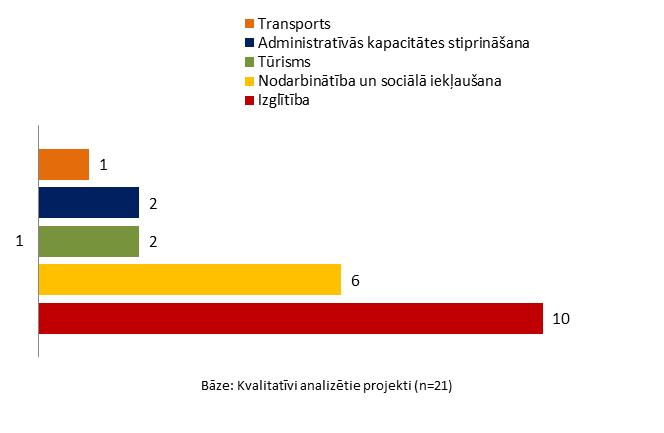 Transports
Administratīvās kapacitātes stiprināšana
Tūrisms
Nodarbinātība un sociālā iekļaušana
Izglītība
1
2
1
2
6
10
Bāze: Kvalitatīvi analizētie projekti (n=21)